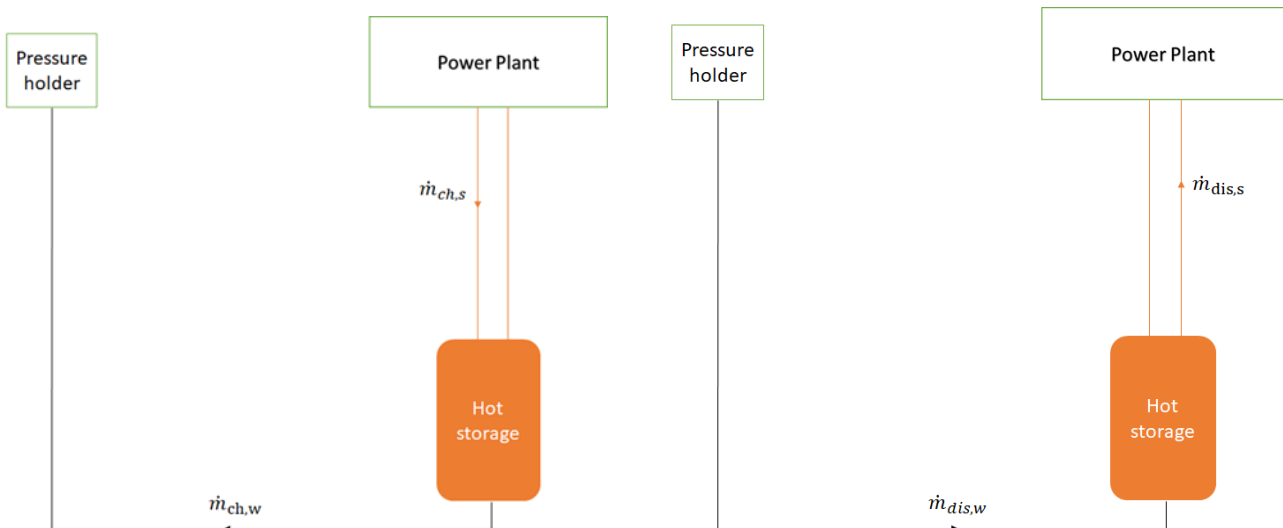 Pressure
holder
Power Plant
ṁch,s
Hot
storage
ṁch,w
Pressure
holder
Power Plant
ṁdis,s
Hot
storage
ṁdis,w